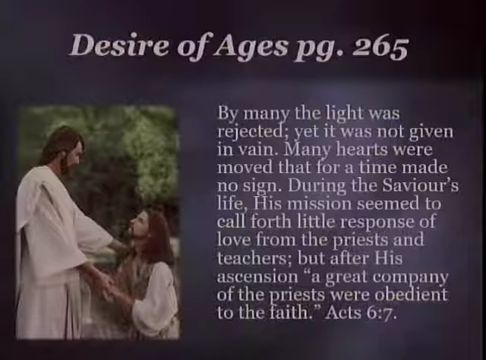 Desire of Ages pg. 265
By many the light was
rejected; yet it was not given
in vain. Many hearts were
moved that for a time made
no sign. During the Saviour's
life, His mission seemed to
call forth little response of
love from the priests and
teachers; but after His
ascension "a great company
of the priests were obedient
to the faith." Acts 6:7.